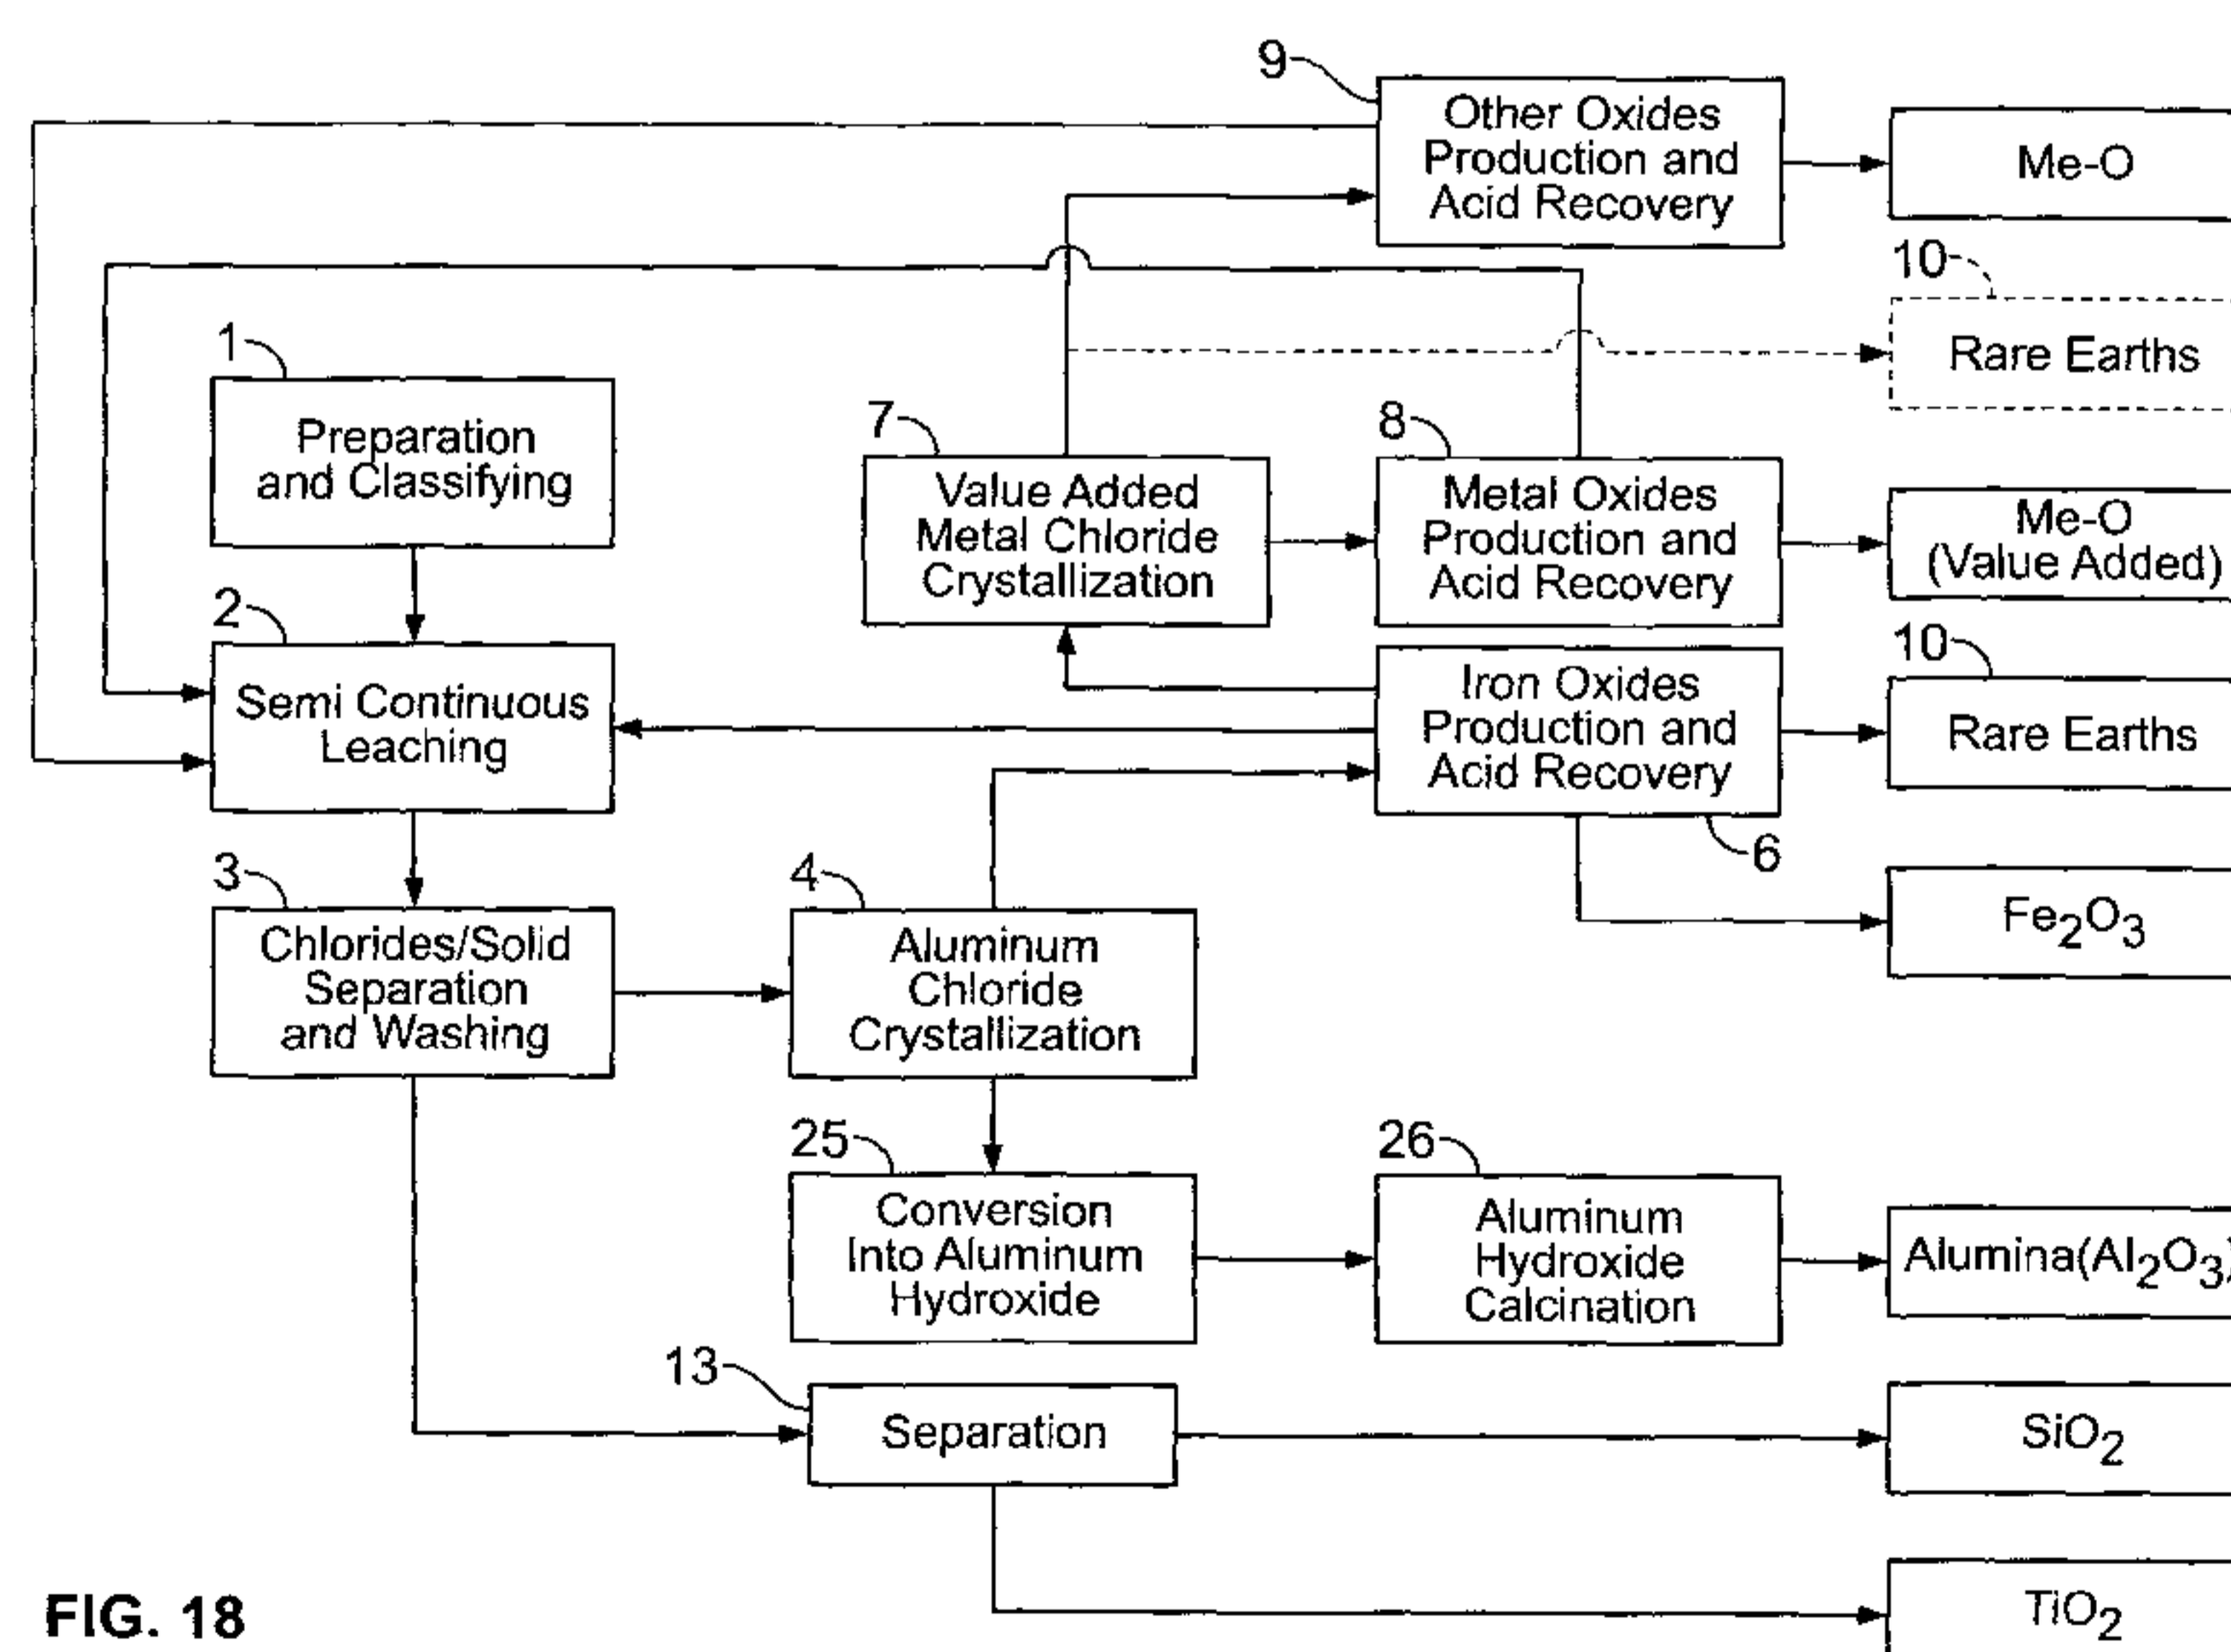 9
Other Oxides
Production and
Acid Recovery
Me-O
10
Rare Earths
1
Preparation
and Classifying
7
Value Added
Metal Chloride
Crystallization
8
Metal Oxides
Production and
Acid Recovery
Me-O
(Value Added)
2
Semi Continuous
Leaching
Iron Oxides
Production and
Acid Recovery
6
10
Rare Earths
Fe2O3
3
Chlorides/Solid
Separation
and Washing
4
Aluminum
Chloride
Crystallization
25
Conversion
Into Aluminum
Hydroxide
26
Aluminum
Hydroxide
Calcination
Alumina(Al2O3)
13
Separation
SiO2
TiO2
FIG. 18